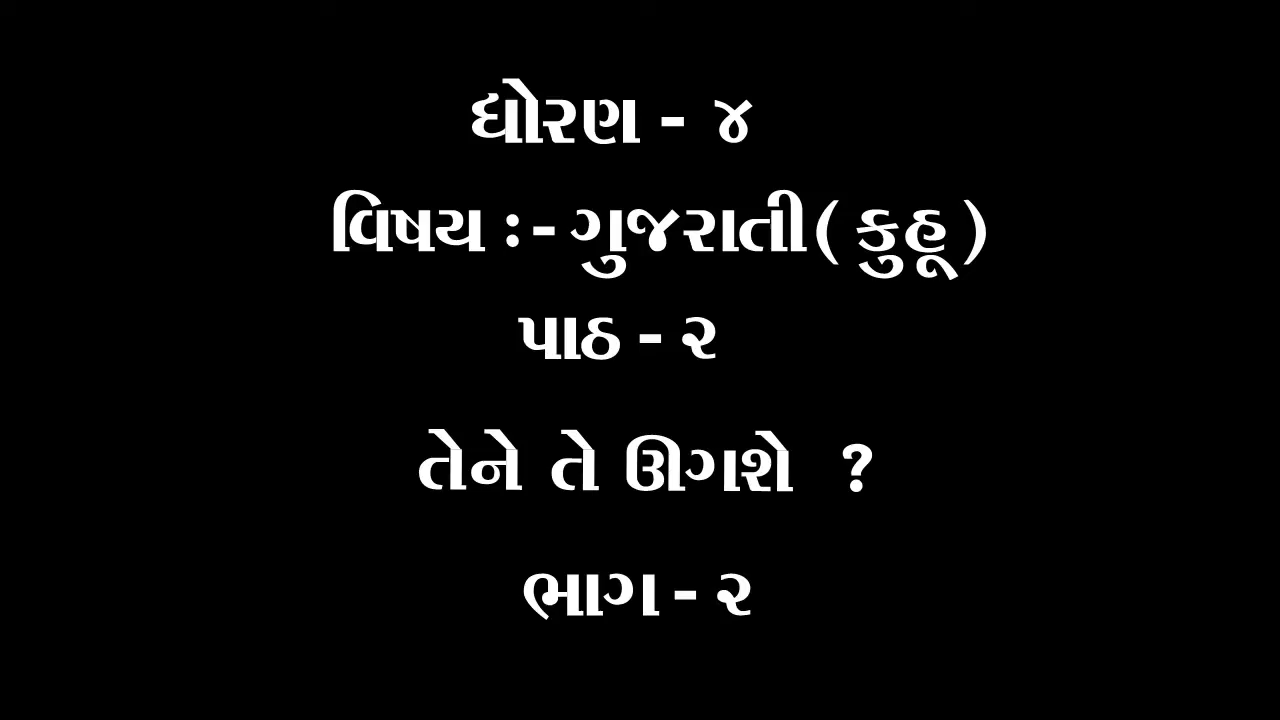 ધોરણ - ૪
વિષય :- ગુજરાતી( કુહૂ )
પાઠ - ૨
તેને તે ઊગશે ?
ભાગ - ૨